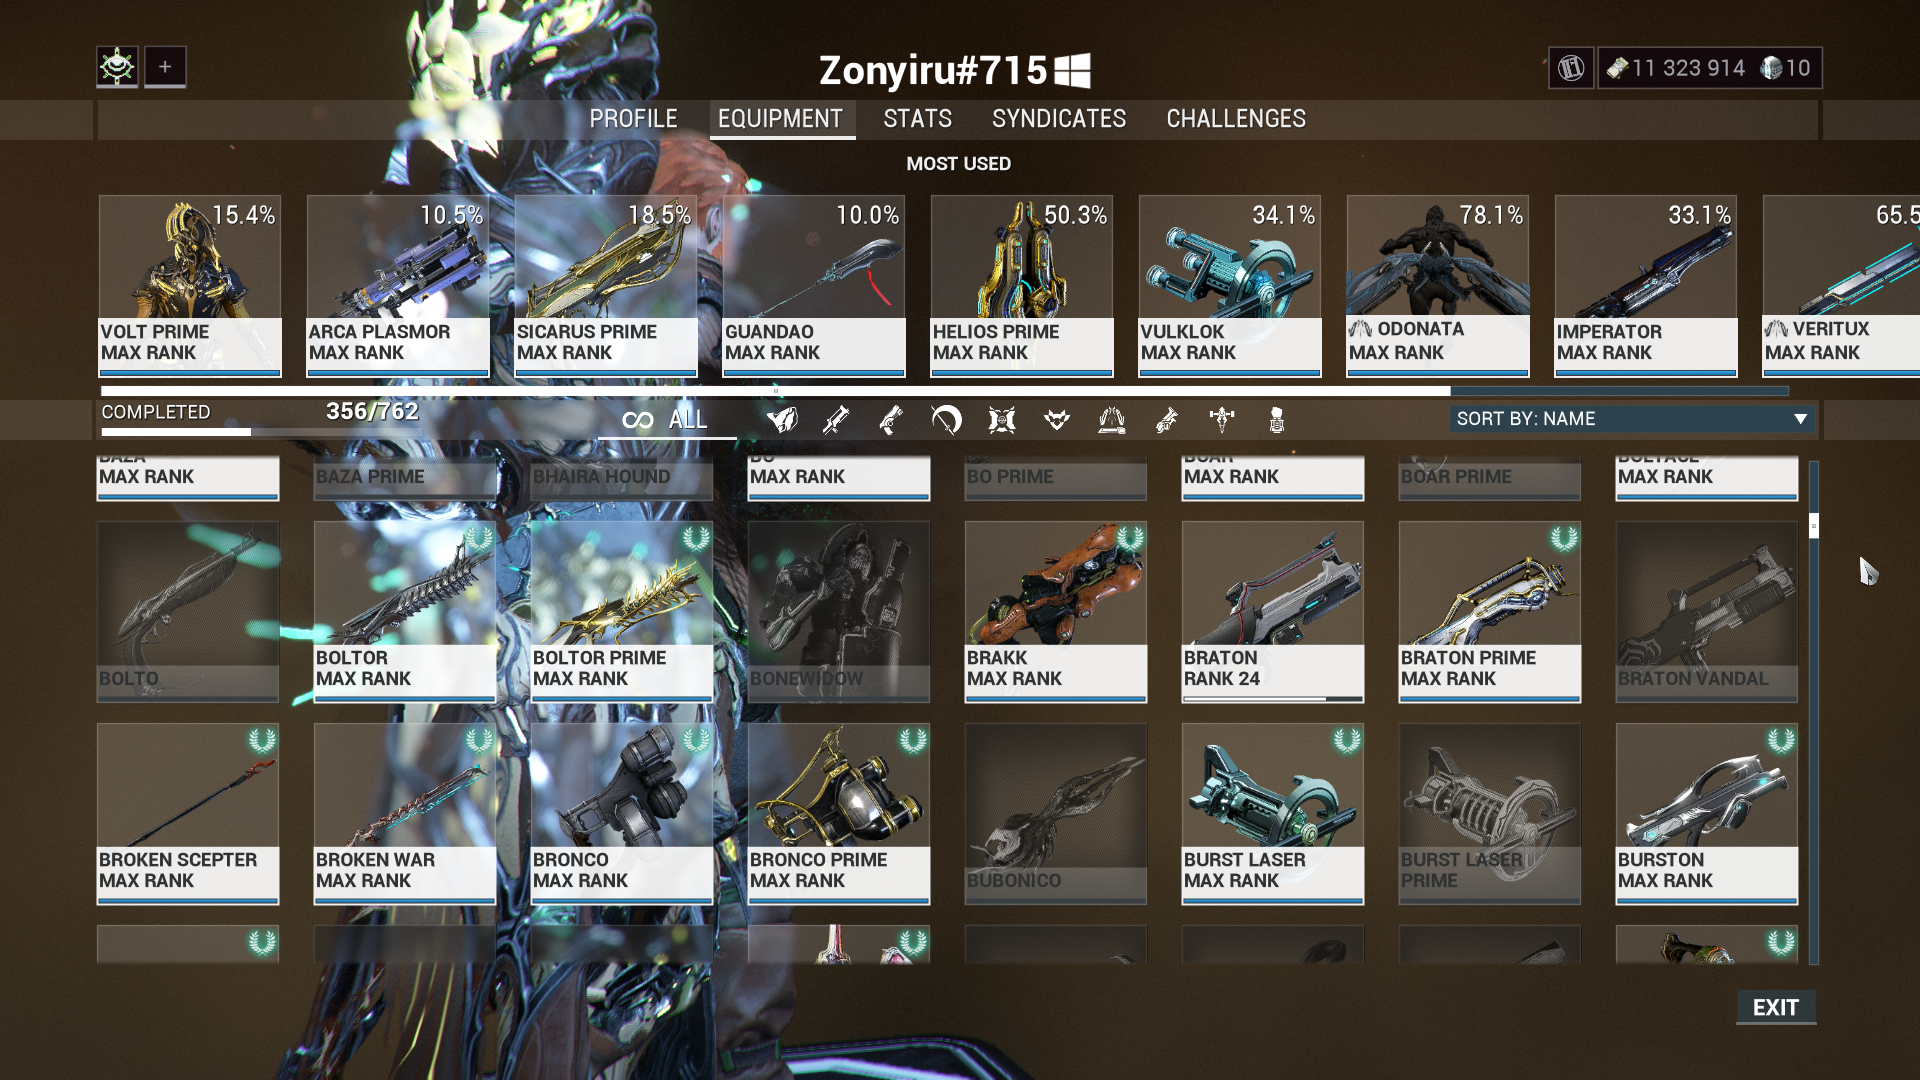 Zonyiru#715
11 323 914
10
PROFILE
EQUIPMENT
STATS
SYNDICATES
CHALLENGES
MOST USED
15.4%
10.5%
18.5%
10.0%
50.3%
34.1%
78.1%
33.1%
65.5
VOLT PRIME
MAX RANK
ARCA PLASMOR
MAX RANK
SICARUS PRIME
MAX RANK
GUANDAO
MAX RANK
HELIOS PRIME
MAX RANK
VULKLOK
MAX RANK
ODONATA
MAX RANK
IMPERATOR
MAX RANK
VERITUX
MAX RANK
COMPLETED
356/762
ALL
SORT BY: NAME
BAZA
MAX RANK
BAZA PRIME
BHAIRA HOUND
BO
MAX RANK
BO PRIME
BOAR
MAX RANK
BOAR PRIME
BOLTACE
MAX RANK
BOLTO
BOLTOR
MAX RANK
BOLTOR PRIME
MAX RANK
BONEWIDOW
BRAKK
MAX RANK
BRATON
RANK 24
BRATON PRIME
MAX RANK
BRATON VANDAL
BROKEN SCEPTER
MAX RANK
BROKEN WAR
MAX RANK
BRONCO
MAX RANK
BRONCO PRIME
MAX RANK
BUBONICO
BURST LASER
MAX RANK
BURST LASER
PRIME
BURSTON
MAX RANK
EXIT